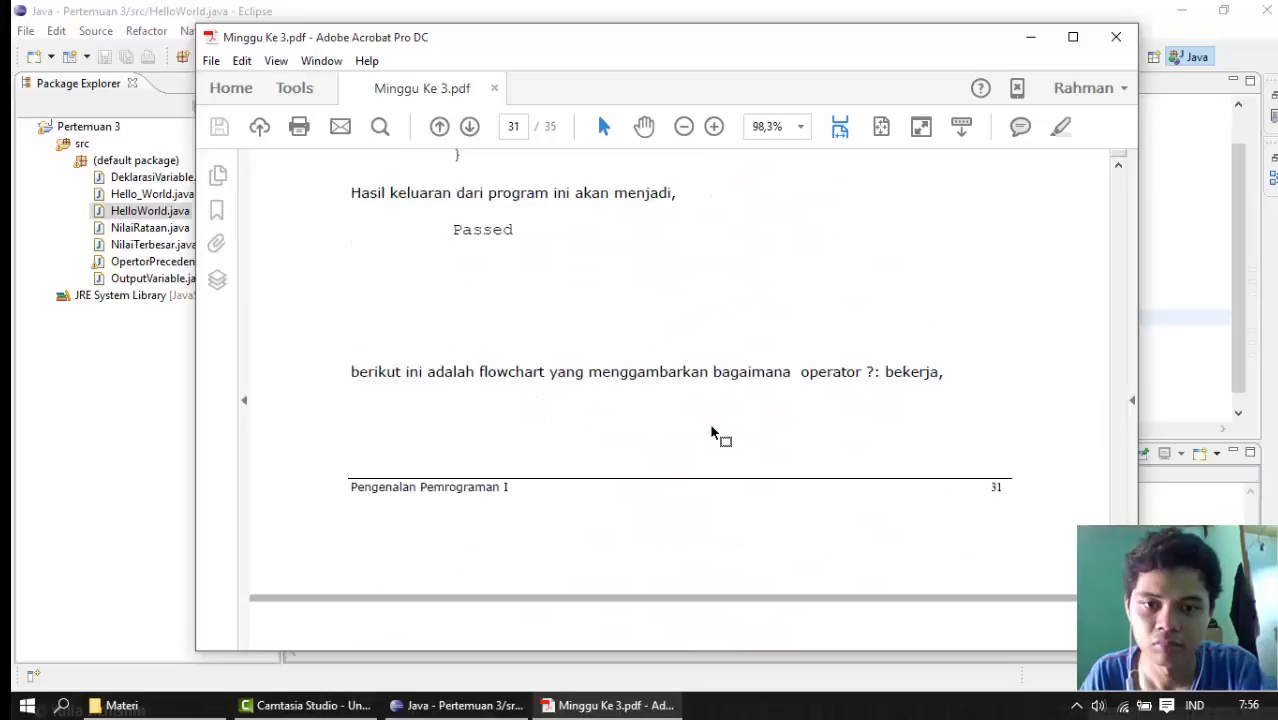 Java - Pertemuan 3/src/HelloWorld.java - Eclipse
File Edit Source Refactor Na
Minggu Ke 3.pdf - Adobe Acrobat Pro DC
File Edit View Window Help
Home Tools Minggu Ke 3.pdf × Rahman
31 / 35 98,3%
Java
Package Explorer
Pertemuan 3
src
(default package)
DeklarasiVariable.
Hello_World.java
HelloWorld.java
NilaiRataan.java
NilaiTerbesar.java
OpertorPreceden
OutputVariable.ja
JRE System Library [Java
}
Hasil keluaran dari program ini akan menjadi,
Passed
berikut ini adalah flowchart yang menggambarkan bagaimana operator ?: bekerja,
Pengenalan Pemrograman I 31
Materi
Camtasia Studio - Un...
Java - Pertemuan 3/sr...
Minggu Ke 3.pdf - Ad...
IND 7:56